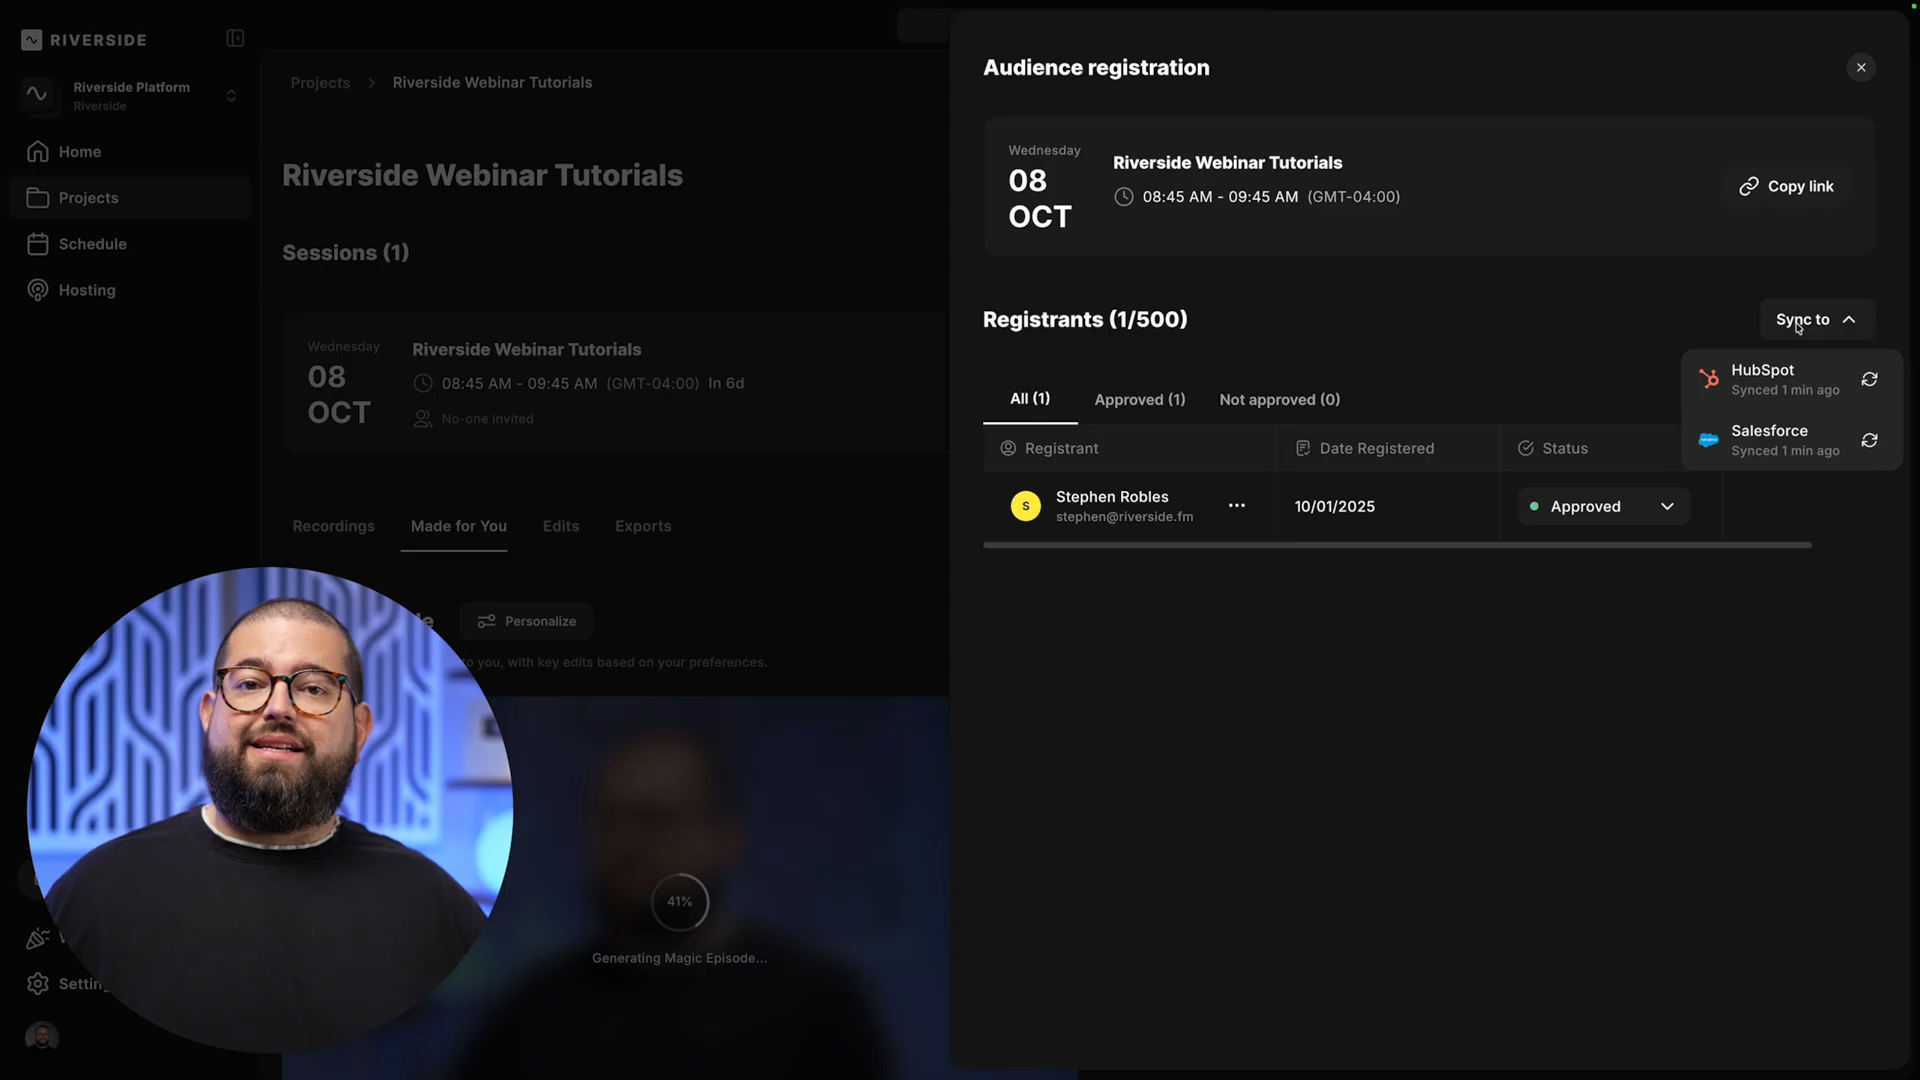 RIVERSIDE
Riverside Platform
Riverside
Home
Projects
Schedule
Hosting
Settin
Projects > Riverside Webinar Tutorials
Riverside Webinar Tutorials
Sessions (1)
Wednesday
08
OCT
Riverside Webinar Tutorials
08:45 AM - 09:45 AM (GMT-04:00) In 6d
No-one invited
Recordings
Made for You
Edits
Exports
Personalize
to you, with key edits based on your preferences.
41%
Generating Magic Episode...
Audience registration
Wednesday
08
OCT
Riverside Webinar Tutorials
08:45 AM - 09:45 AM (GMT-04:00)
Copy link
Registrants (1/500)
Sync to
HubSpot
Synced 1 min ago
Salesforce
Synced 1 min ago
All (1)
Approved (1)
Not approved (0)
Registrant
Date Registered
Status
S
Stephen Robles
stephen@riverside.fm
10/01/2025
Approved